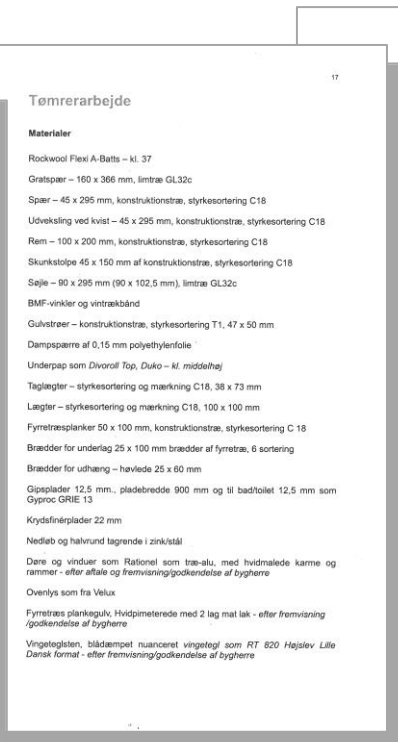 17
Tømrerarbejde
Materialer
Rockwool Flexi A-Batts – kl. 37
Gratspær – 160 x 366 mm, limtræ GL32c
Spær – 45 x 295 mm, konstruktionstræ, styrkesortering C18
Udveksling ved kvist – 45 x 295 mm, konstruktionstræ, styrkesortering C18
Rem – 100 x 200 mm, konstruktionstræ, styrkesortering C18
Skunkstolpe 45 x 150 mm af konstruktionstræ, styrkesortering C18
Søjle – 90 x 295 mm (90 x 102,5 mm), limtræ GL32c
BMF-vinkler og vintrækbånd
Gulvstrøer – konstruktionstræ, styrkesortering T1, 47 x 50 mm
Dampspærre af 0,15 mm polyethylenfolie
Underpap som Divoroll Top, Duko – kl. middelhøj
Taglægter – styrkesortering og mærkning C18, 38 x 73 mm
Lægter – styrkesortering og mærkning C18, 100 x 100 mm
Fyrretræsplanker 50 x 100 mm, konstruktionstræ, styrkesortering C 18
Brædder for underlag 25 x 100 mm brædder af fyrretræ, 6 sortering
Brædder for udhæng – høvlede 25 x 60 mm
Gipsplader 12,5 mm., pladebredde 900 mm og til bad/toilet 12,5 mm som
Gyproc GRIE 13
Krydsfinérplader 22 mm
Nedløb og halvrund tagrende i zink/stål
Døre og vinduer som Rationel som træ-alu, med hvidmalede karme og
rammer - efter aftale og fremvisning/godkendelse af bygherre
Ovenlys som fra Velux
Fyrretræs plankegulv, Hvidpimeterede med 2 lag mat lak - efter fremvisning
/godkendelse af bygherre
Vingeteglsten, blådæmpet nuanceret vingetegl som RT 820 Højslev Lille
Dansk format - efter fremvisning/godkendelse af bygherre